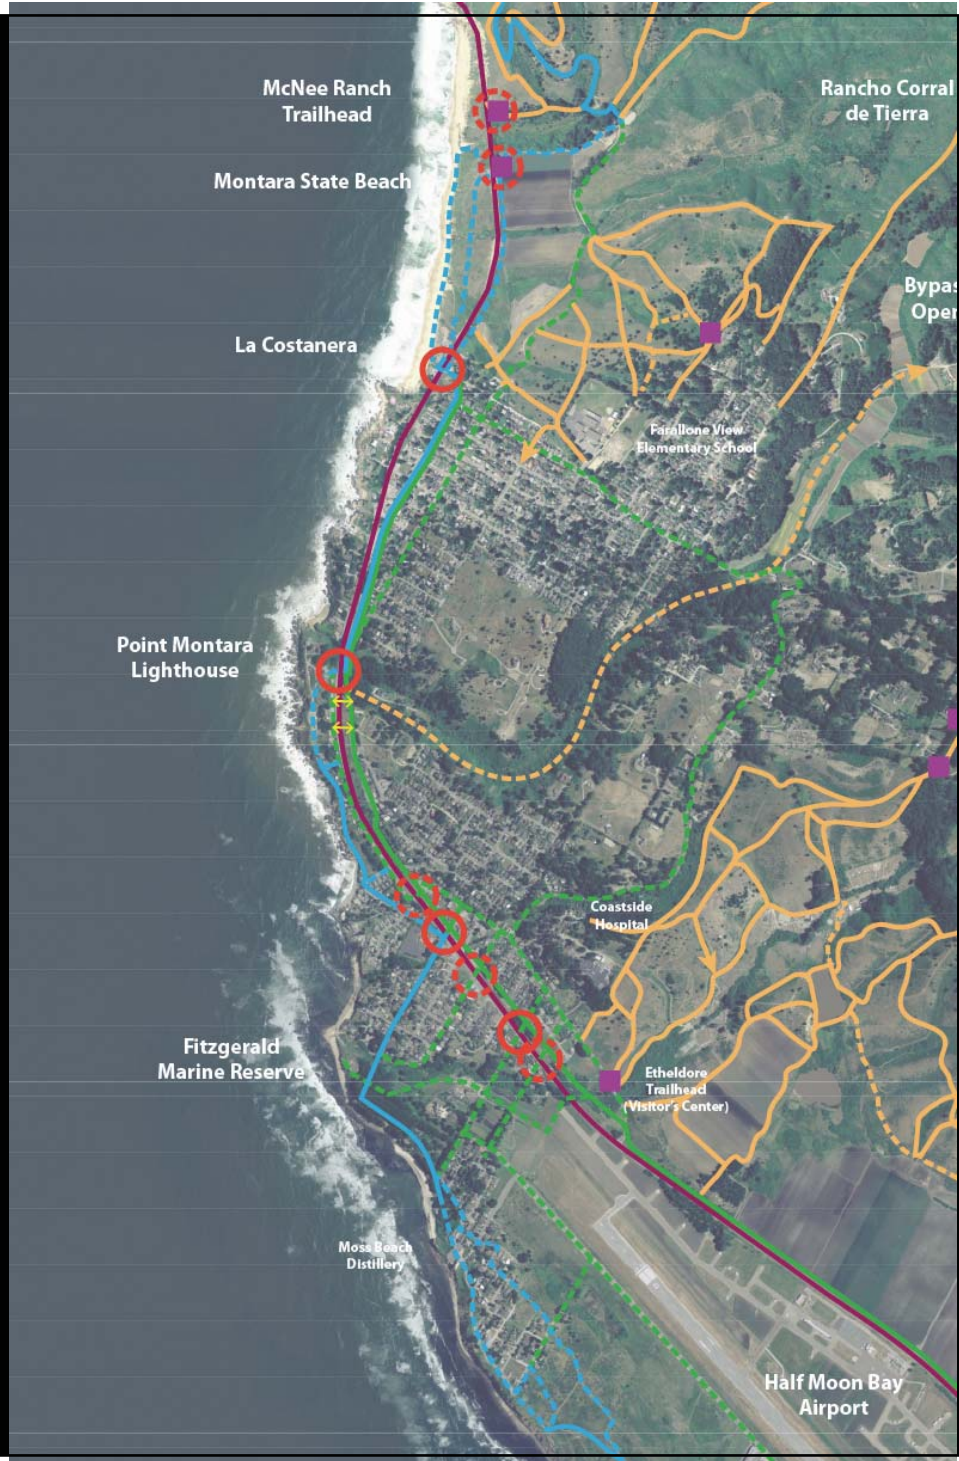 McNee Ranch
Trailhead
Rancho Corral
de Tierra
Montara State Beach
Bypas
Oper
La Costanera
Farallone View
Elementary School
Point Montara
Lighthouse
Coastside
Hospital
Fitzgerald
Marine Reserve
Etheldore
Trailhead
(Visitor's Center)
Moss Beach
Distillery
Half Moon Bay
Airport